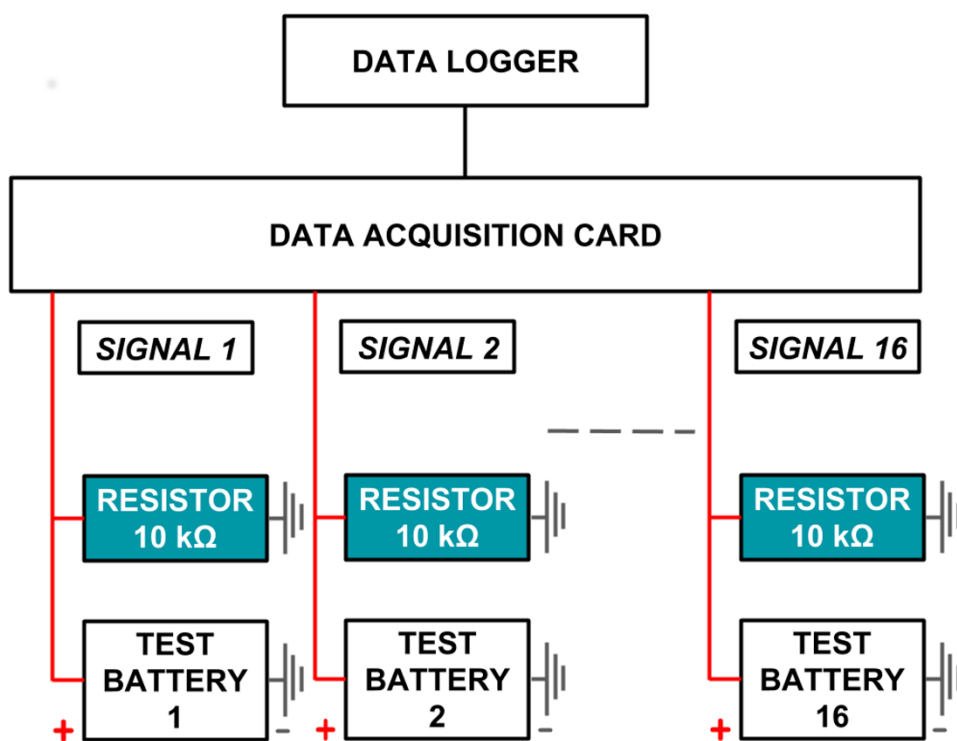 DATA LOGGER
DATA ACQUISITION CARD
SIGNAL 1
SIGNAL 2
SIGNAL 16
RESISTOR
10 kΩ
RESISTOR
10 kΩ
RESISTOR
10 kΩ
TEST
BATTERY
1
+
-
TEST
BATTERY
2
+
-
TEST
BATTERY
16
+
-